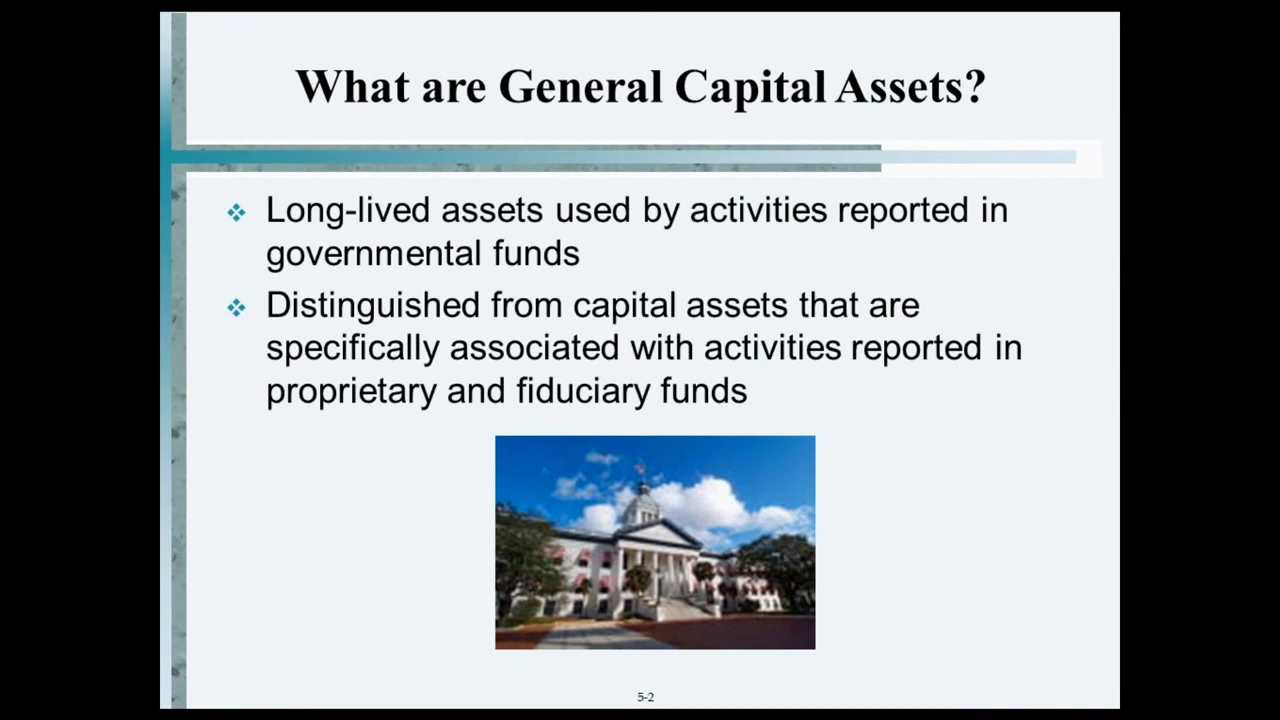 What are General Capital Assets?
Long-lived assets used by activities reported in
governmental funds
Distinguished from capital assets that are
specifically associated with activities reported in
proprietary and fiduciary funds
5-2